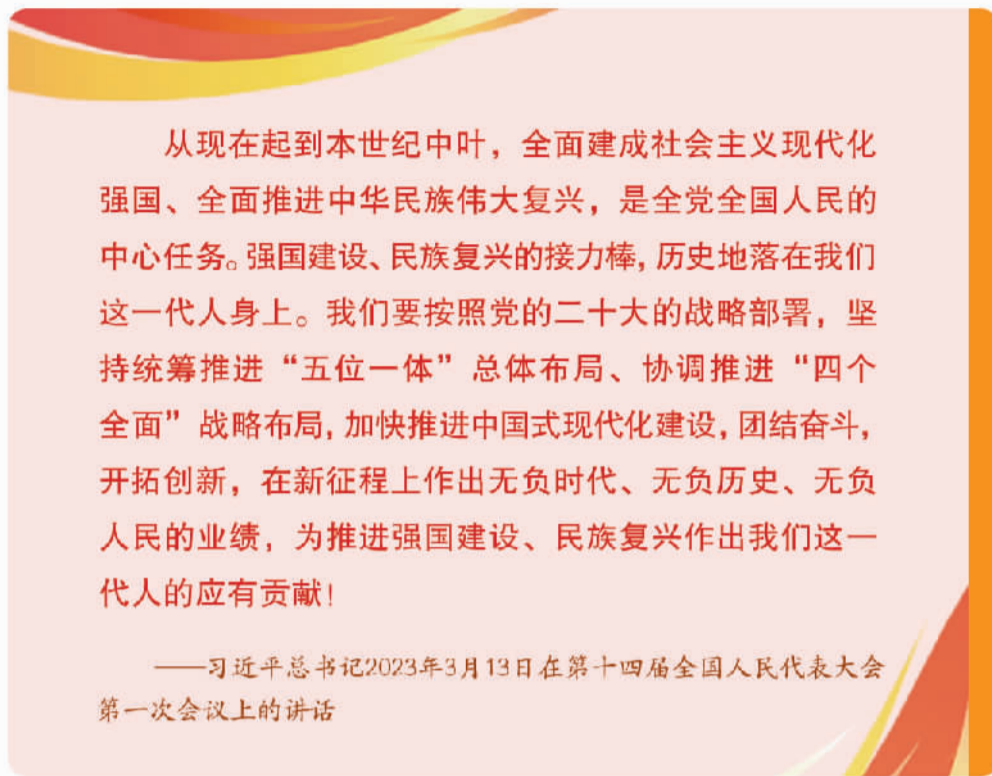 从现在起到本世纪中叶，全面建成社会主义现代化
强国、全面推进中华民族伟大复兴，是全党全国人民的
中心任务。强国建设、民族复兴的接力棒，历史地落在我们
这一代人身上。我们要按照党的二十大的战略部署，坚
持统筹推进“五位一体”总体布局、协调推进“四个
全面”战略布局，加快推进中国式现代化建设，团结奋斗，
开拓创新，在新征程上作出无负时代、无负历史、无负
人民的业绩，为推进强国建设、民族复兴作出我们这一
代人的应有贡献！
——习近平总书记2023年3月13日在第十四届全国人民代表大会
第一次会议上的讲话